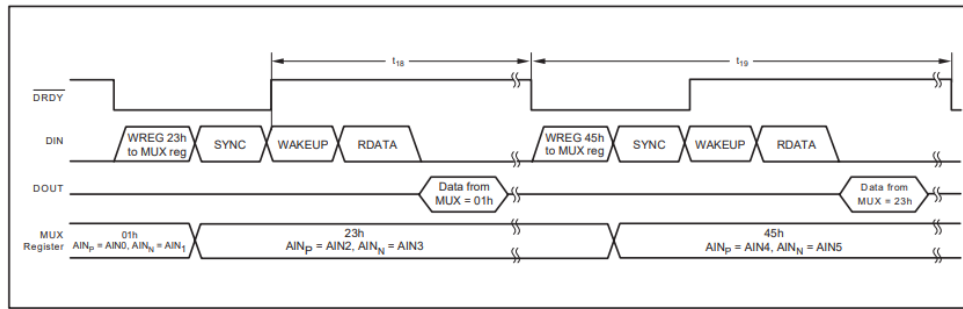 t18
t19
DRDY
DIN
WREG 23h
to MUX reg
SYNC
WAKEUP
RDATA
WREG 45h
to MUX reg
SYNC
WAKEUP
RDATA
DOUT
Data from
MUX = 01h
Data from
MUX = 23h
MUX
Register
01h
AINP = AIN0, AINN = AIN1
23h
AINP = AIN2, AINN = AIN3
45h
AINP = AIN4, AINN = AIN5